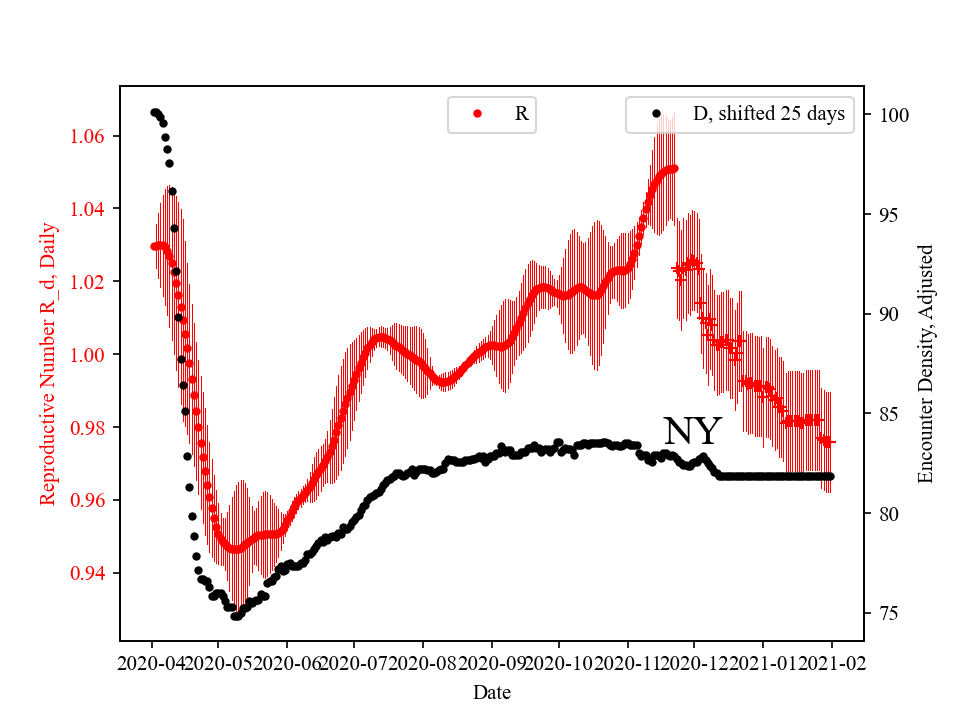 R
D, shifted 25 days
1.06
1.04
1.02
1.00
0.98
0.96
0.94
Reproductive Number R_d, Daily
NY
100
95
90
85
80
75
Encounter Density, Adjusted
2020-04 2020-05 2020-06 2020-07 2020-08 2020-09 2020-10 2020-11 2020-12 2021-01 2021-02
Date